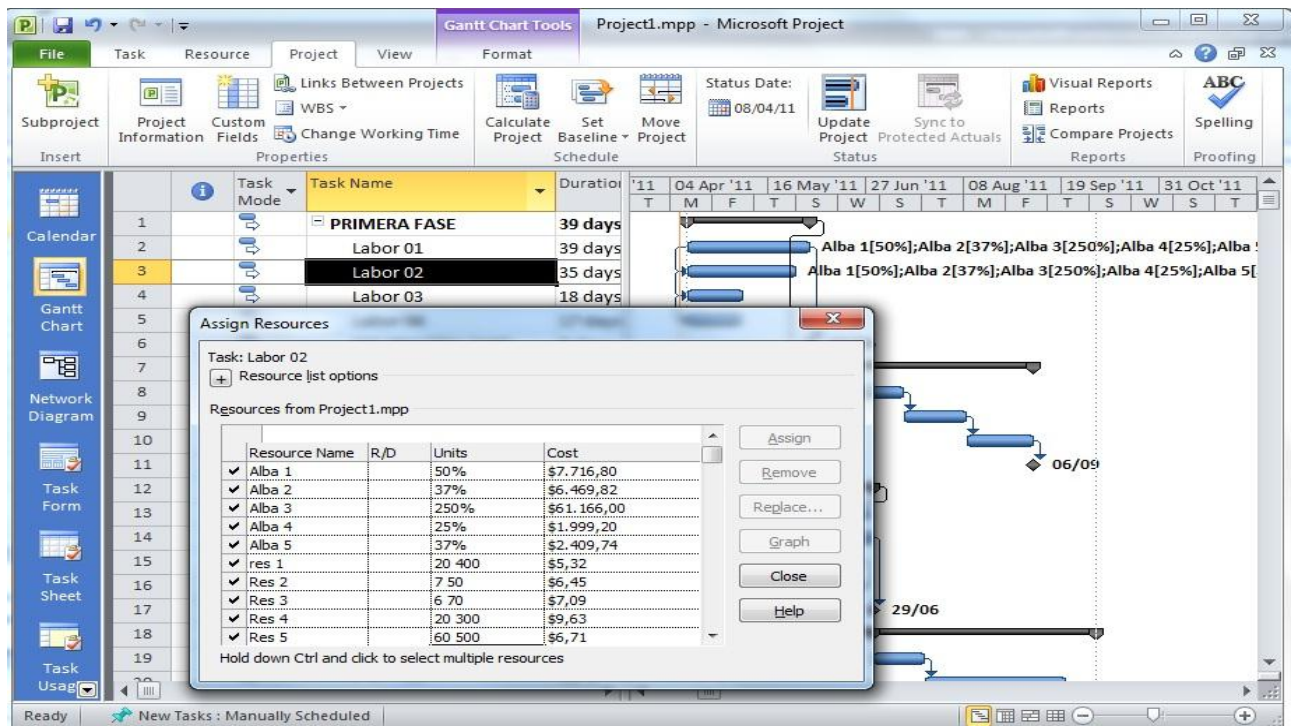 Gantt Chart Tools Project1.mpp - Microsoft Project
File Task Resource Project View Format
Subproject
Insert
Project Information
Custom Fields
Links Between Projects
WBS
Change Working Time
Properties
Calculate Project
Set Baseline
Move Project
Schedule
Status Date:
08/04/11
Update Project
Sync to Protected Actuals
Status
Visual Reports
Reports
Compare Projects
Reports
ABC
Spelling
Proofing
Calendar
Gantt Chart
Network Diagram
Task Form
Task Sheet
Task Usag
Task Mode Task Name Duration
'11 04 Apr '11 16 May '11 27 Jun '11 08 Aug '11 19 Sep '11 31 Oct '11
T M F T S W S T M F T S W S T
1 PRIMERA FASE 39 days
2 Labor 01 39 days Alba 1[50%];Alba 2[37%];Alba 3[250%];Alba 4[25%];Alba
3 Labor 02 35 days Alba 1[50%];Alba 2[37%];Alba 3[250%];Alba 4[25%];Alba 5[
4 Labor 03 18 days
5
6
7
8
9
10
11 06/09
12
13
14
15
16
17 29/06
18
19
Assign Resources
Task: Labor 02
+ Resource list options
Resources from Project1.mpp
Resource Name R/D Units Cost
Alba 1 50% $7.716,80
Alba 2 37% $6.469,82
Alba 3 250% $61.166,00
Alba 4 25% $1.999,20
Alba 5 37% $2.409,74
res 1 20 400 $5,32
Res 2 7 50 $6,45
Res 3 6 70 $7,09
Res 4 20 300 $9,63
Res 5 60 500 $6,71
Assign
Remove
Replace...
Graph
Close
Help
Hold down Ctrl and click to select multiple resources
Ready New Tasks : Manually Scheduled